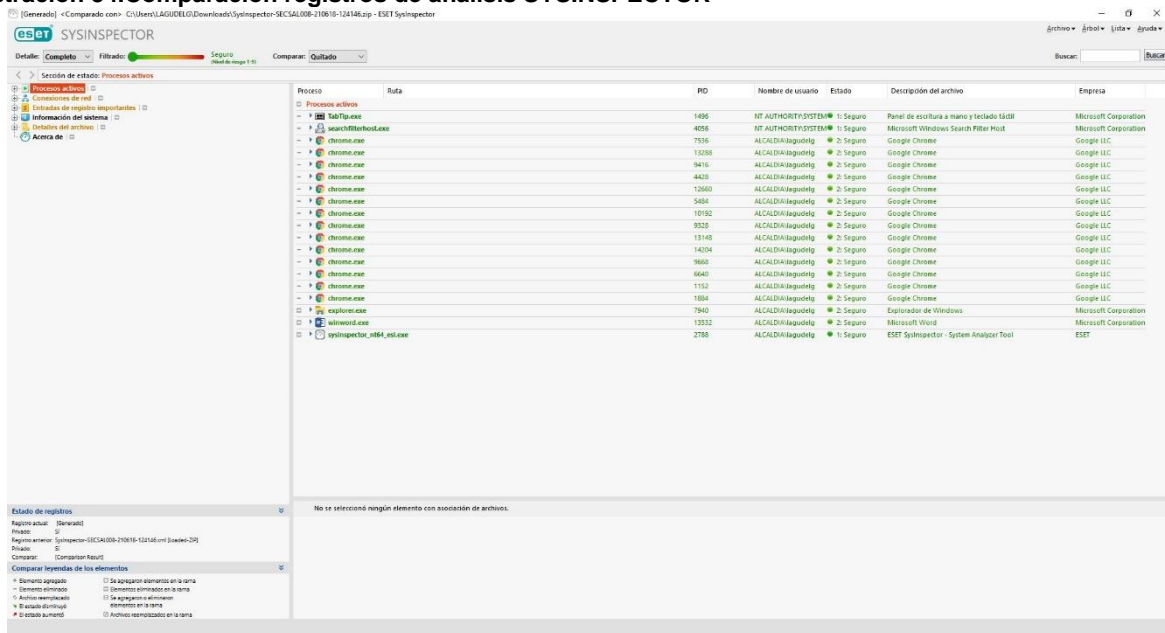 [Generado] <Comparado con> C:\Users\LAGUDELG\Downloads\SysInspector-SECSAL008-210618-124146.zip - ESET SysInspector
eset SYSINSPECTOR
Archivo Árbol Lista Ayuda
Detalle: Completo Filtrado: Seguro (Nivel de riesgo 1-5) Comparar: Quitado Buscar: Buscar
Sección de estado: Procesos activos
Procesos activos
Conexiones de red
Entradas de registro importantes
Información del sistema
Detalles del archivo
Acerca de
Proceso Ruta PID Nombre de usuario Estado Descripción del archivo Empresa
Procesos activos
TabTip.exe 1496 NT AUTHORITY\SYSTEM 1: Seguro Panel de escritura a mano y teclado táctil Microsoft Corporation
searchfilterhost.exe 4056 NT AUTHORITY\SYSTEM 1: Seguro Microsoft Windows Search Filter Host Microsoft Corporation
chrome.exe 7536 ALCALDIA\lagudelg 2: Seguro Google Chrome Google LLC
chrome.exe 13288 ALCALDIA\lagudelg 2: Seguro Google Chrome Google LLC
chrome.exe 9416 ALCALDIA\lagudelg 2: Seguro Google Chrome Google LLC
chrome.exe 4428 ALCALDIA\lagudelg 2: Seguro Google Chrome Google LLC
chrome.exe 12660 ALCALDIA\lagudelg 2: Seguro Google Chrome Google LLC
chrome.exe 5484 ALCALDIA\lagudelg 2: Seguro Google Chrome Google LLC
chrome.exe 10192 ALCALDIA\lagudelg 2: Seguro Google Chrome Google LLC
chrome.exe 9328 ALCALDIA\lagudelg 2: Seguro Google Chrome Google LLC
chrome.exe 13148 ALCALDIA\lagudelg 2: Seguro Google Chrome Google LLC
chrome.exe 14204 ALCALDIA\lagudelg 2: Seguro Google Chrome Google LLC
chrome.exe 9668 ALCALDIA\lagudelg 2: Seguro Google Chrome Google LLC
chrome.exe 6640 ALCALDIA\lagudelg 2: Seguro Google Chrome Google LLC
chrome.exe 1152 ALCALDIA\lagudelg 2: Seguro Google Chrome Google LLC
chrome.exe 1884 ALCALDIA\lagudelg 2: Seguro Google Chrome Google LLC
explorer.exe 7940 ALCALDIA\lagudelg 2: Seguro Explorador de Windows Microsoft Corporation
winword.exe 13532 ALCALDIA\lagudelg 2: Seguro Microsoft Word Microsoft Corporation
sysinspector_nt64_esl.exe 2788 ALCALDIA\lagudelg 1: Seguro ESET SysInspector - System Analyzer Tool ESET
No se seleccionó ningún elemento con asociación de archivos.
Estado de registros
Registro actual: [Generado]
Privado: Sí
Registro anterior: SysInspector-SECSAL008-210618-124146.xml [Loaded-ZIP]
Privado: Sí
Comparar: [Comparison Result]
Comparar leyendas de los elementos
+ Elemento agregado Se agregaron elementos en la rama
- Elemento eliminado Elementos eliminados en la rama
Archivo reemplazado Se agregaron o eliminaron elementos en la rama
El estado disminuyó
El estado aumentó Archivos reemplazados en la rama